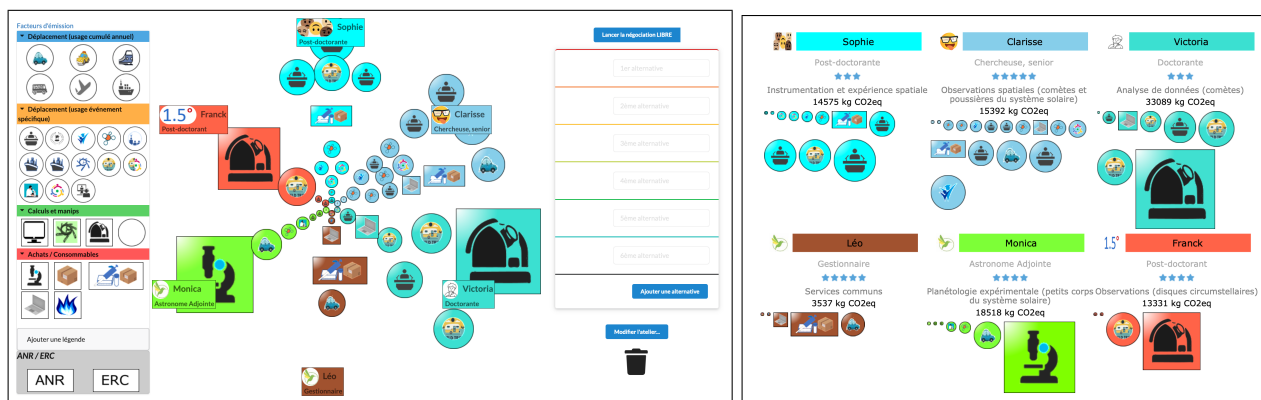 Facteurs d'émission
Déplacement (usage cumulé annuel)
Déplacement (usage événement spécifique)
Calculs et manips
Achats / Consommables
Ajouter une légende
ANR / ERC
ANR
ERC
Sophie
Post-doctorante
1.5° Franck
Post-doctorant
Clarisse
Chercheuse, senior
Monica
Astronome Adjointe
Victoria
Doctorante
Léo
Gestionnaire
Lancer la négociation LIBRE
1er alternative
2ème alternative
3ème alternative
4ème alternative
5ème alternative
6ème alternative
Ajouter une alternative
Modifier l'atelier...
Sophie
Post-doctorante
Instrumentation et expérience spatiale
14575 kg CO2eq
Clarisse
Chercheuse, senior
Observations spatiales (comètes et
poussières du système solaire)
15392 kg CO2eq
Victoria
Doctorante
Analyse de données (comètes)
33089 kg CO2eq
Léo
Gestionnaire
Services communs
3537 kg CO2eq
Monica
Astronome Adjointe
Planétologie expérimentale (petits corps
du système solaire)
18518 kg CO2eq
1.5° Franck
Post-doctorant
Observations (disques circumstellaires)
13331 kg CO2eq